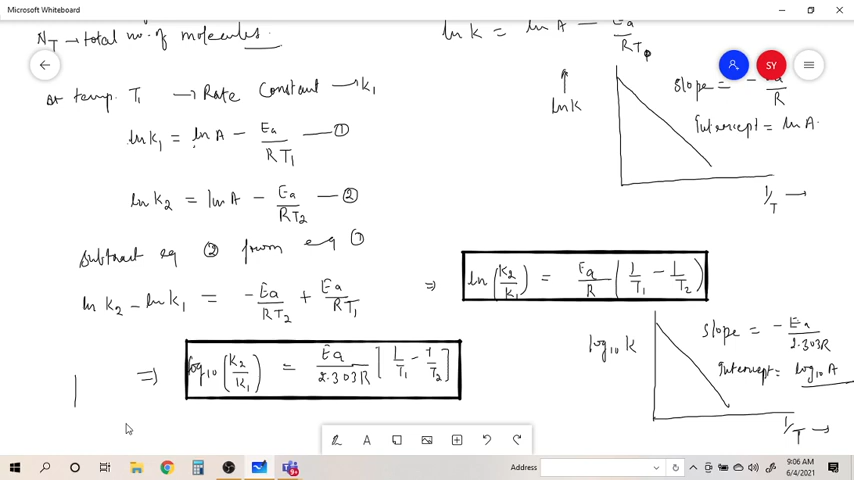 Microsoft Whiteboard
N_T → total no. of molecules.
At temp. T₁ → Rate Constant → k₁
ln k₁ = ln A − Ea/RT₁ — ①
ln k₂ = ln A − Ea/RT₂ — ②
Subtract eq ② from eq ①
ln k₂ − ln k₁ = − Ea/RT₂ + Ea/RT₁
⇒ log₁₀ (k₂/k₁) = Ea/2.303R [1/T₁ − 1/T₂]
ln k = ln A − Ea/RT
SY
↑ ln k
Slope = − Ea/R
Intercept = ln A.
1/T →
⇒ ln (k₂/k₁) = Ea/R (1/T₁ − 1/T₂)
log₁₀ k
Slope = − Ea/2.303R
Intercept = log₁₀ A
1/T →
A
Address
9+
9:06 AM
6/4/2021